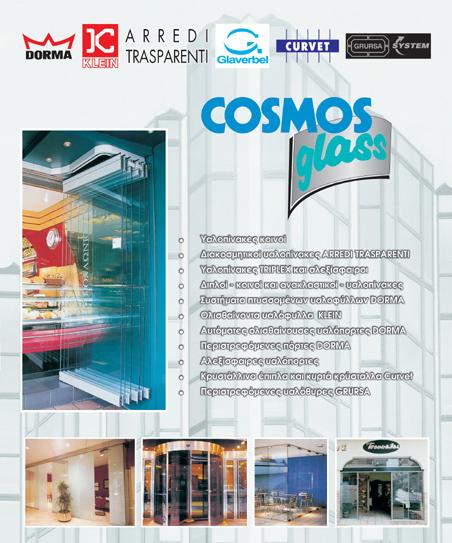 DORMA
JC
KLEIN
ARREDI
TRASPARENTI
G
Glaverbel
CURVET
GRURSA SYSTEM
COSMOS
glass
Υαλοπίνακες κοινοί
Διακοσμητικοί υαλοπίνακες ARREDI TRASPARENTI
Υαλοπίνακες TRIPLEX και αλεξίσφαιροι
Διπλοί - κοινοί και ανακλαστικοί - υαλοπίνακες
Συστήματα πτυσσομένων υαλοφύλλων DORMA
Ολισθαίνοντα υαλόφυλλα KLEIN
Αυτόματες ολισθαίνουσες υαλόπορτες DORMA
Περιστρεφόμενες πόρτες DORMA
Αλεξίσφαιρες υαλόπορτες
Κρυστάλλινα έπιπλα και κυρτά κρύσταλλα Curvet
Περιστρεφόμενες υαλόθυρες GRURSA